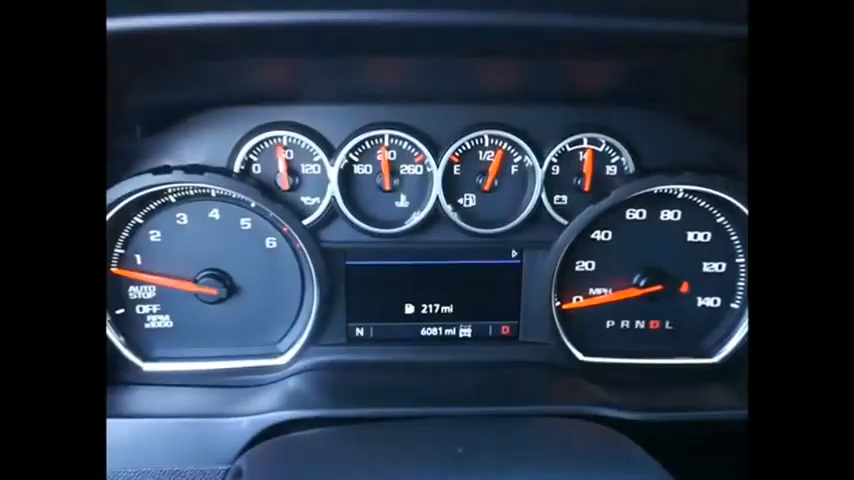 0 60 120
160 210 260
E 1/2 F
9 14 19
1 2 3 4 5 6
AUTO
STOP
OFF
RPM
x1000
217 mi
N 6081 mi D
0 20 40 60 80 100 120 140
MPH
PRNDL